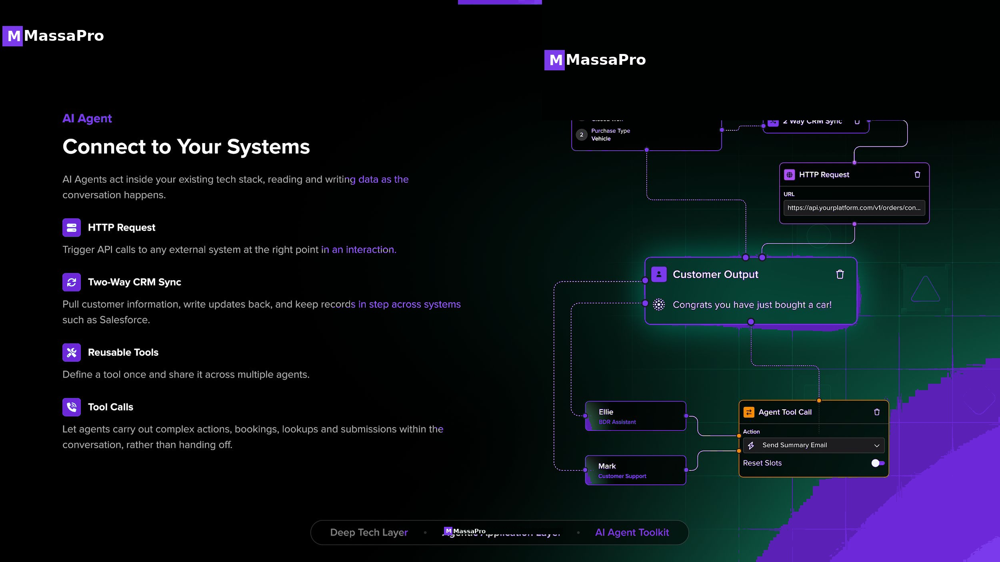 M MassaPro
M MassaPro
AI Agent
Connect to Your Systems
AI Agents act inside your existing tech stack, reading and writing data as the
conversation happens.
HTTP Request
Trigger API calls to any external system at the right point in an interaction.
Two-Way CRM Sync
Pull customer information, write updates back, and keep records in step across systems
such as Salesforce.
Reusable Tools
Define a tool once and share it across multiple agents.
Tool Calls
Let agents carry out complex actions, bookings, lookups and submissions within the
conversation, rather than handing off.
2 Way CRM Sync
2
Purchase Type
Vehicle
HTTP Request
URL
https://api.yourplatform.com/v1/orders/con...
Customer Output
Congrats you have just bought a car!
Ellie
BDR Assistant
Mark
Customer Support
Agent Tool Call
Action
Send Summary Email
Reset Slots
Deep Tech Layer
M MassaPro
AI Agent Toolkit